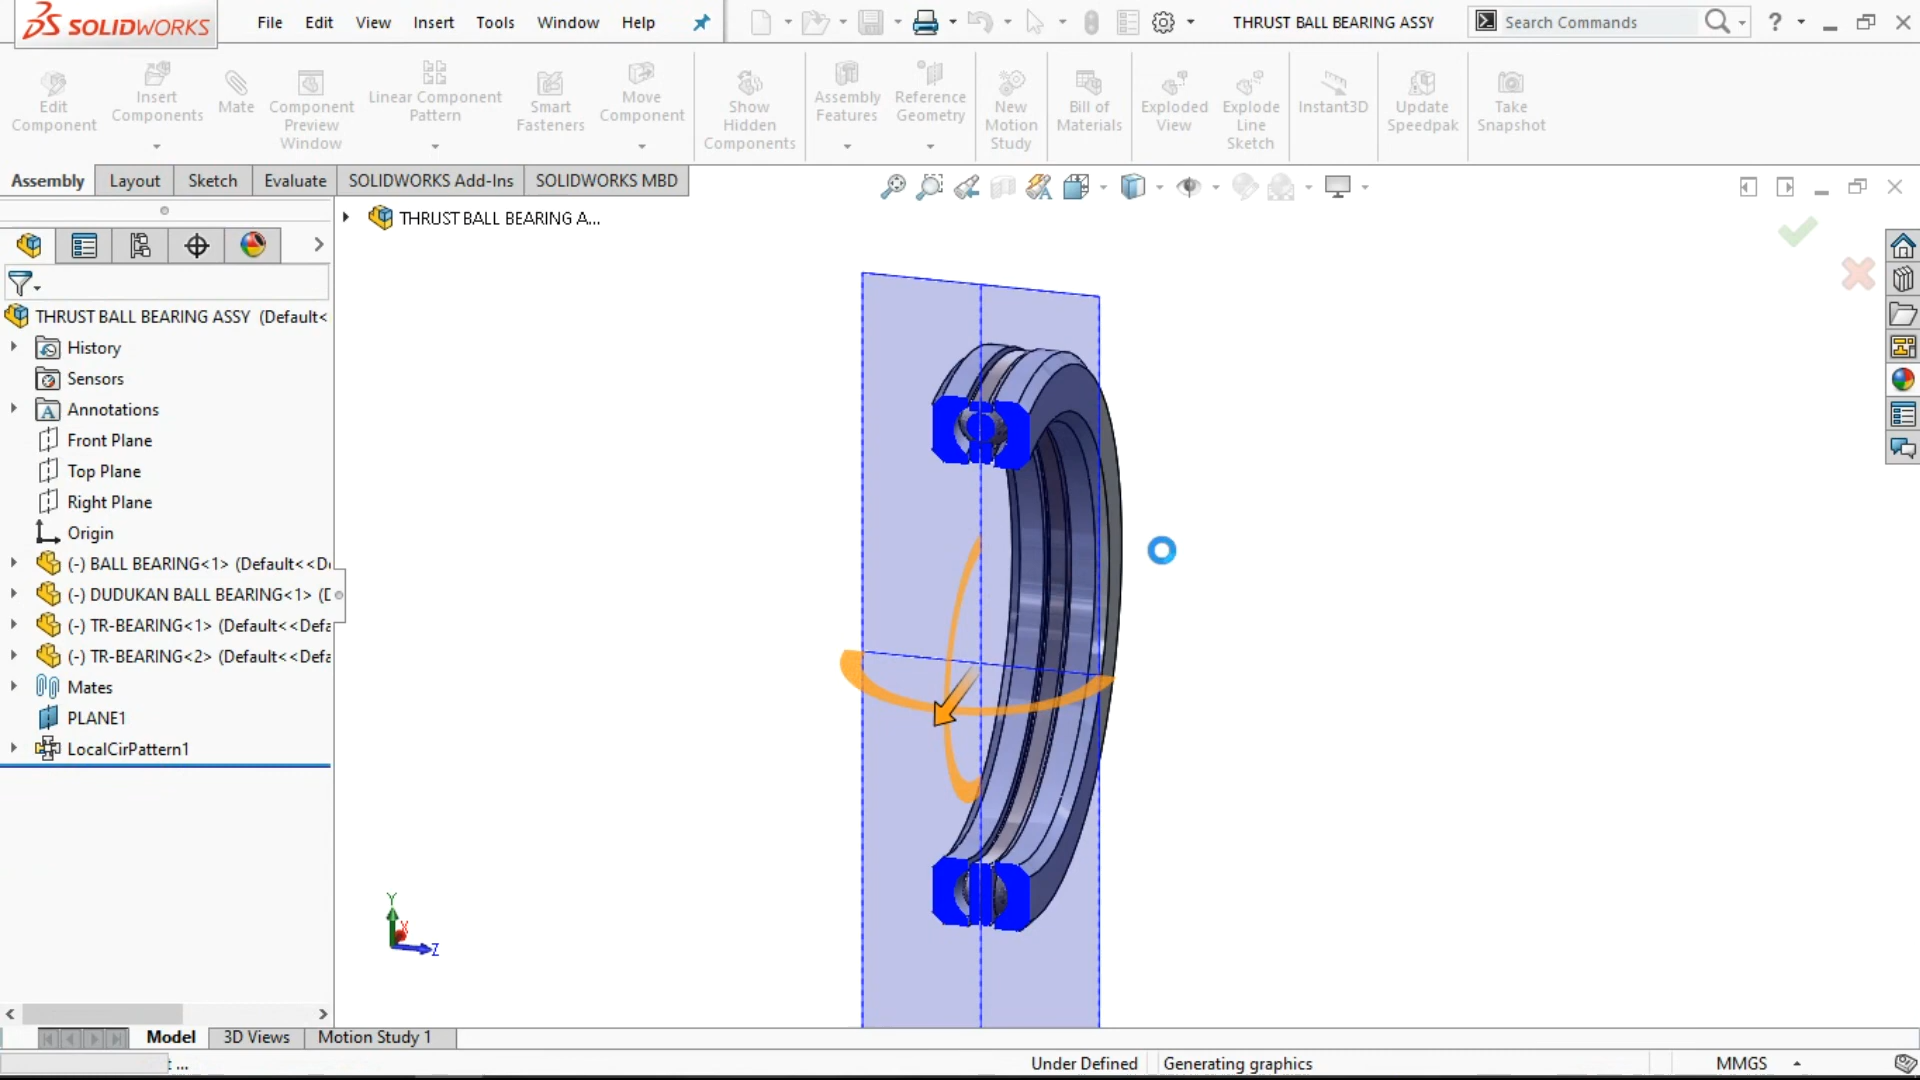 SOLIDWORKS
File Edit View Insert Tools Window Help
THRUST BALL BEARING ASSY
Search Commands
?
Edit Component
Insert Components
Mate
Component Preview Window
Linear Component Pattern
Smart Fasteners
Move Component
Show Hidden Components
Assembly Features
Reference Geometry
New Motion Study
Bill of Materials
Exploded View
Explode Line Sketch
Instant3D
Update Speedpak
Take Snapshot
Assembly Layout Sketch Evaluate SOLIDWORKS Add-Ins SOLIDWORKS MBD
THRUST BALL BEARING A...
THRUST BALL BEARING ASSY (Default<
History
Sensors
Annotations
Front Plane
Top Plane
Right Plane
Origin
(-) BALL BEARING<1> (Default<<D
(-) DUDUKAN BALL BEARING<1> (D
(-) TR-BEARING<1> (Default<<Defa
(-) TR-BEARING<2> (Default<<Defa
Mates
PLANE1
LocalCirPattern1
Y
X
Z
Model 3D Views Motion Study 1
Under Defined Generating graphics MMGS